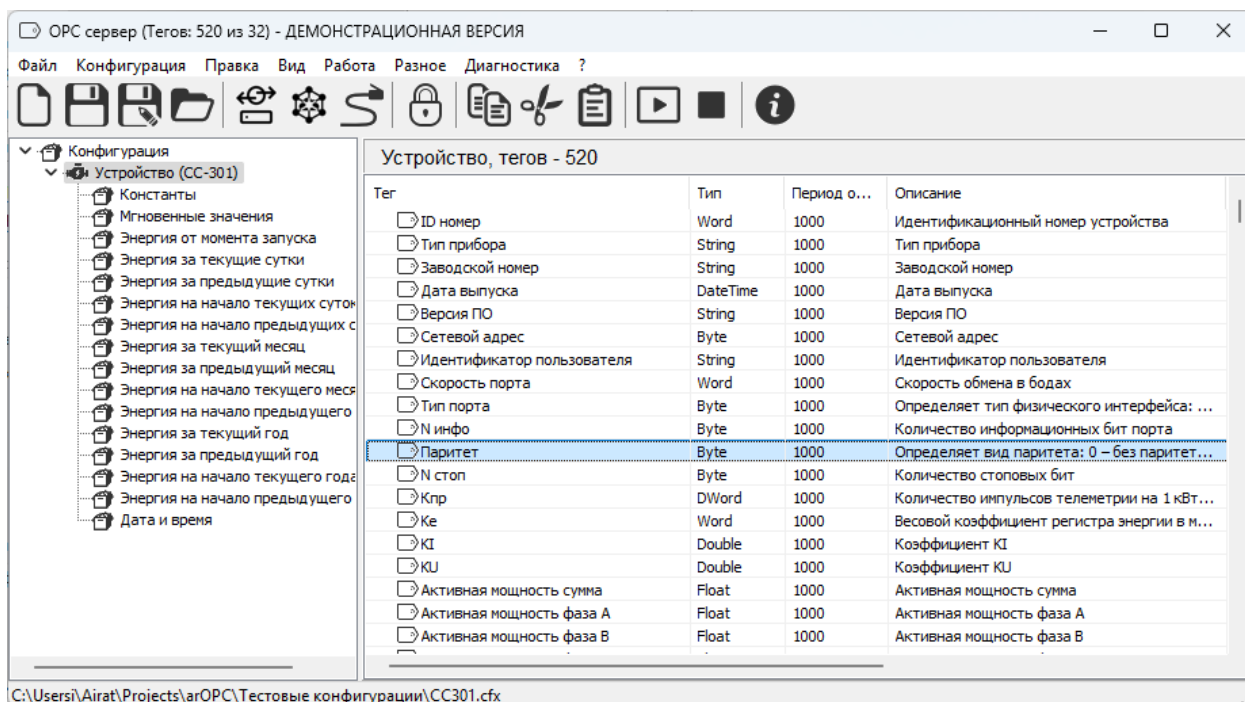 OPC сервер (Тегов: 520 из 32) - ДЕМОНСТРАЦИОННАЯ ВЕРСИЯ
Файл Конфигурация Правка Вид Работа Разное Диагностика ?
Конфигурация
Устройство (СС-301)
Константы
Мгновенные значения
Энергия от момента запуска
Энергия за текущие сутки
Энергия за предыдущие сутки
Энергия на начало текущих суток
Энергия на начало предыдущих с
Энергия за текущий месяц
Энергия за предыдущий месяц
Энергия на начало текущего меся
Энергия на начало предыдущего
Энергия за текущий год
Энергия за предыдущий год
Энергия на начало текущего года
Энергия на начало предыдущего
Дата и время
Устройство, тегов - 520
Тег Тип Период о... Описание
ID номер Word 1000 Идентификационный номер устройства
Тип прибора String 1000 Тип прибора
Заводской номер String 1000 Заводской номер
Дата выпуска DateTime 1000 Дата выпуска
Версия ПО String 1000 Версия ПО
Сетевой адрес Byte 1000 Сетевой адрес
Идентификатор пользователя String 1000 Идентификатор пользователя
Скорость порта Word 1000 Скорость обмена в бодах
Тип порта Byte 1000 Определяет тип физического интерфейса: ...
N инфо Byte 1000 Количество информационных бит порта
Паритет Byte 1000 Определяет вид паритета: 0 – без паритет...
N стоп Byte 1000 Количество стоповых бит
Кпр DWord 1000 Количество импульсов телеметрии на 1 кВт...
Ке Word 1000 Весовой коэффициент регистра энергии в м...
KI Double 1000 Коэффициент KI
KU Double 1000 Коэффициент KU
Активная мощность сумма Float 1000 Активная мощность сумма
Активная мощность фаза A Float 1000 Активная мощность фаза A
Активная мощность фаза B Float 1000 Активная мощность фаза B
C:\Usersi\Airat\Projects\arOPC\Тестовые конфигурации\CC301.cfx